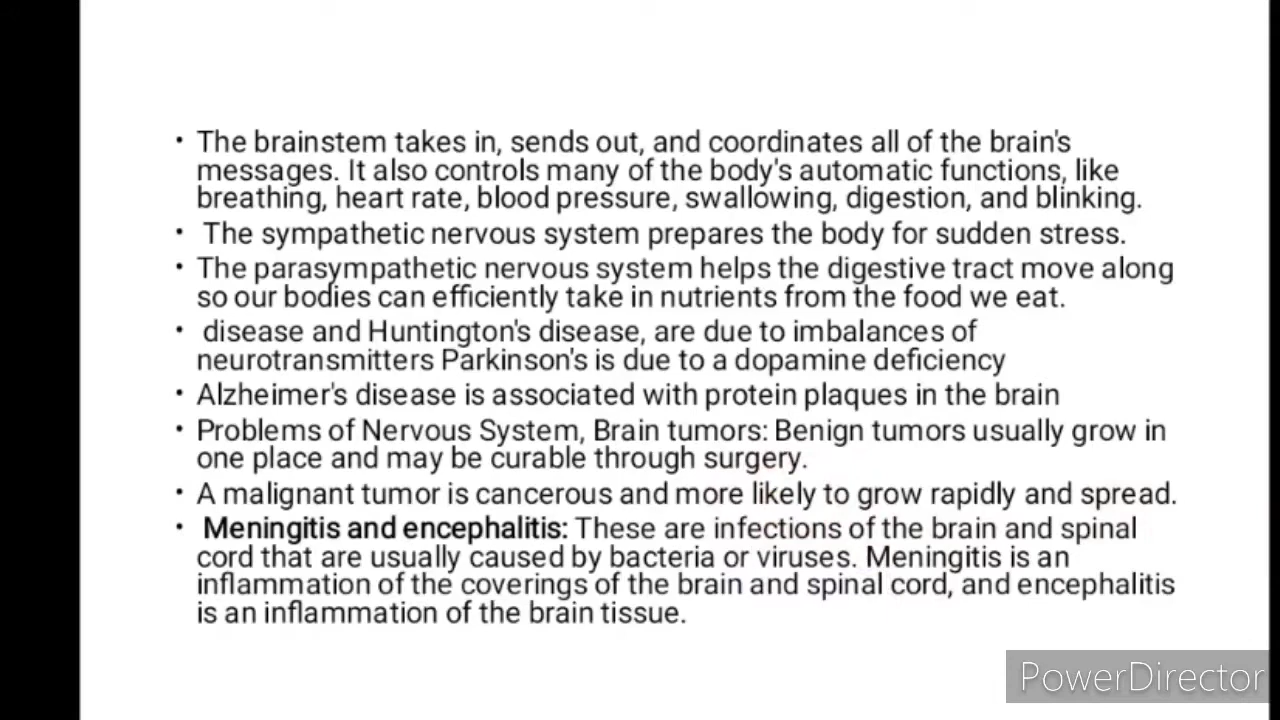 • The brainstem takes in, sends out, and coordinates all of the brain's
messages. It also controls many of the body's automatic functions, like
breathing, heart rate, blood pressure, swallowing, digestion, and blinking.
• The sympathetic nervous system prepares the body for sudden stress.
• The parasympathetic nervous system helps the digestive tract move along
so our bodies can efficiently take in nutrients from the food we eat.
• disease and Huntington's disease, are due to imbalances of
neurotransmitters Parkinson's is due to a dopamine deficiency
• Alzheimer's disease is associated with protein plaques in the brain
• Problems of Nervous System, Brain tumors: Benign tumors usually grow in
one place and may be curable through surgery.
• A malignant tumor is cancerous and more likely to grow rapidly and spread.
• Meningitis and encephalitis: These are infections of the brain and spinal
cord that are usually caused by bacteria or viruses. Meningitis is an
inflammation of the coverings of the brain and spinal cord, and encephalitis
is an inflammation of the brain tissue.
PowerDirector